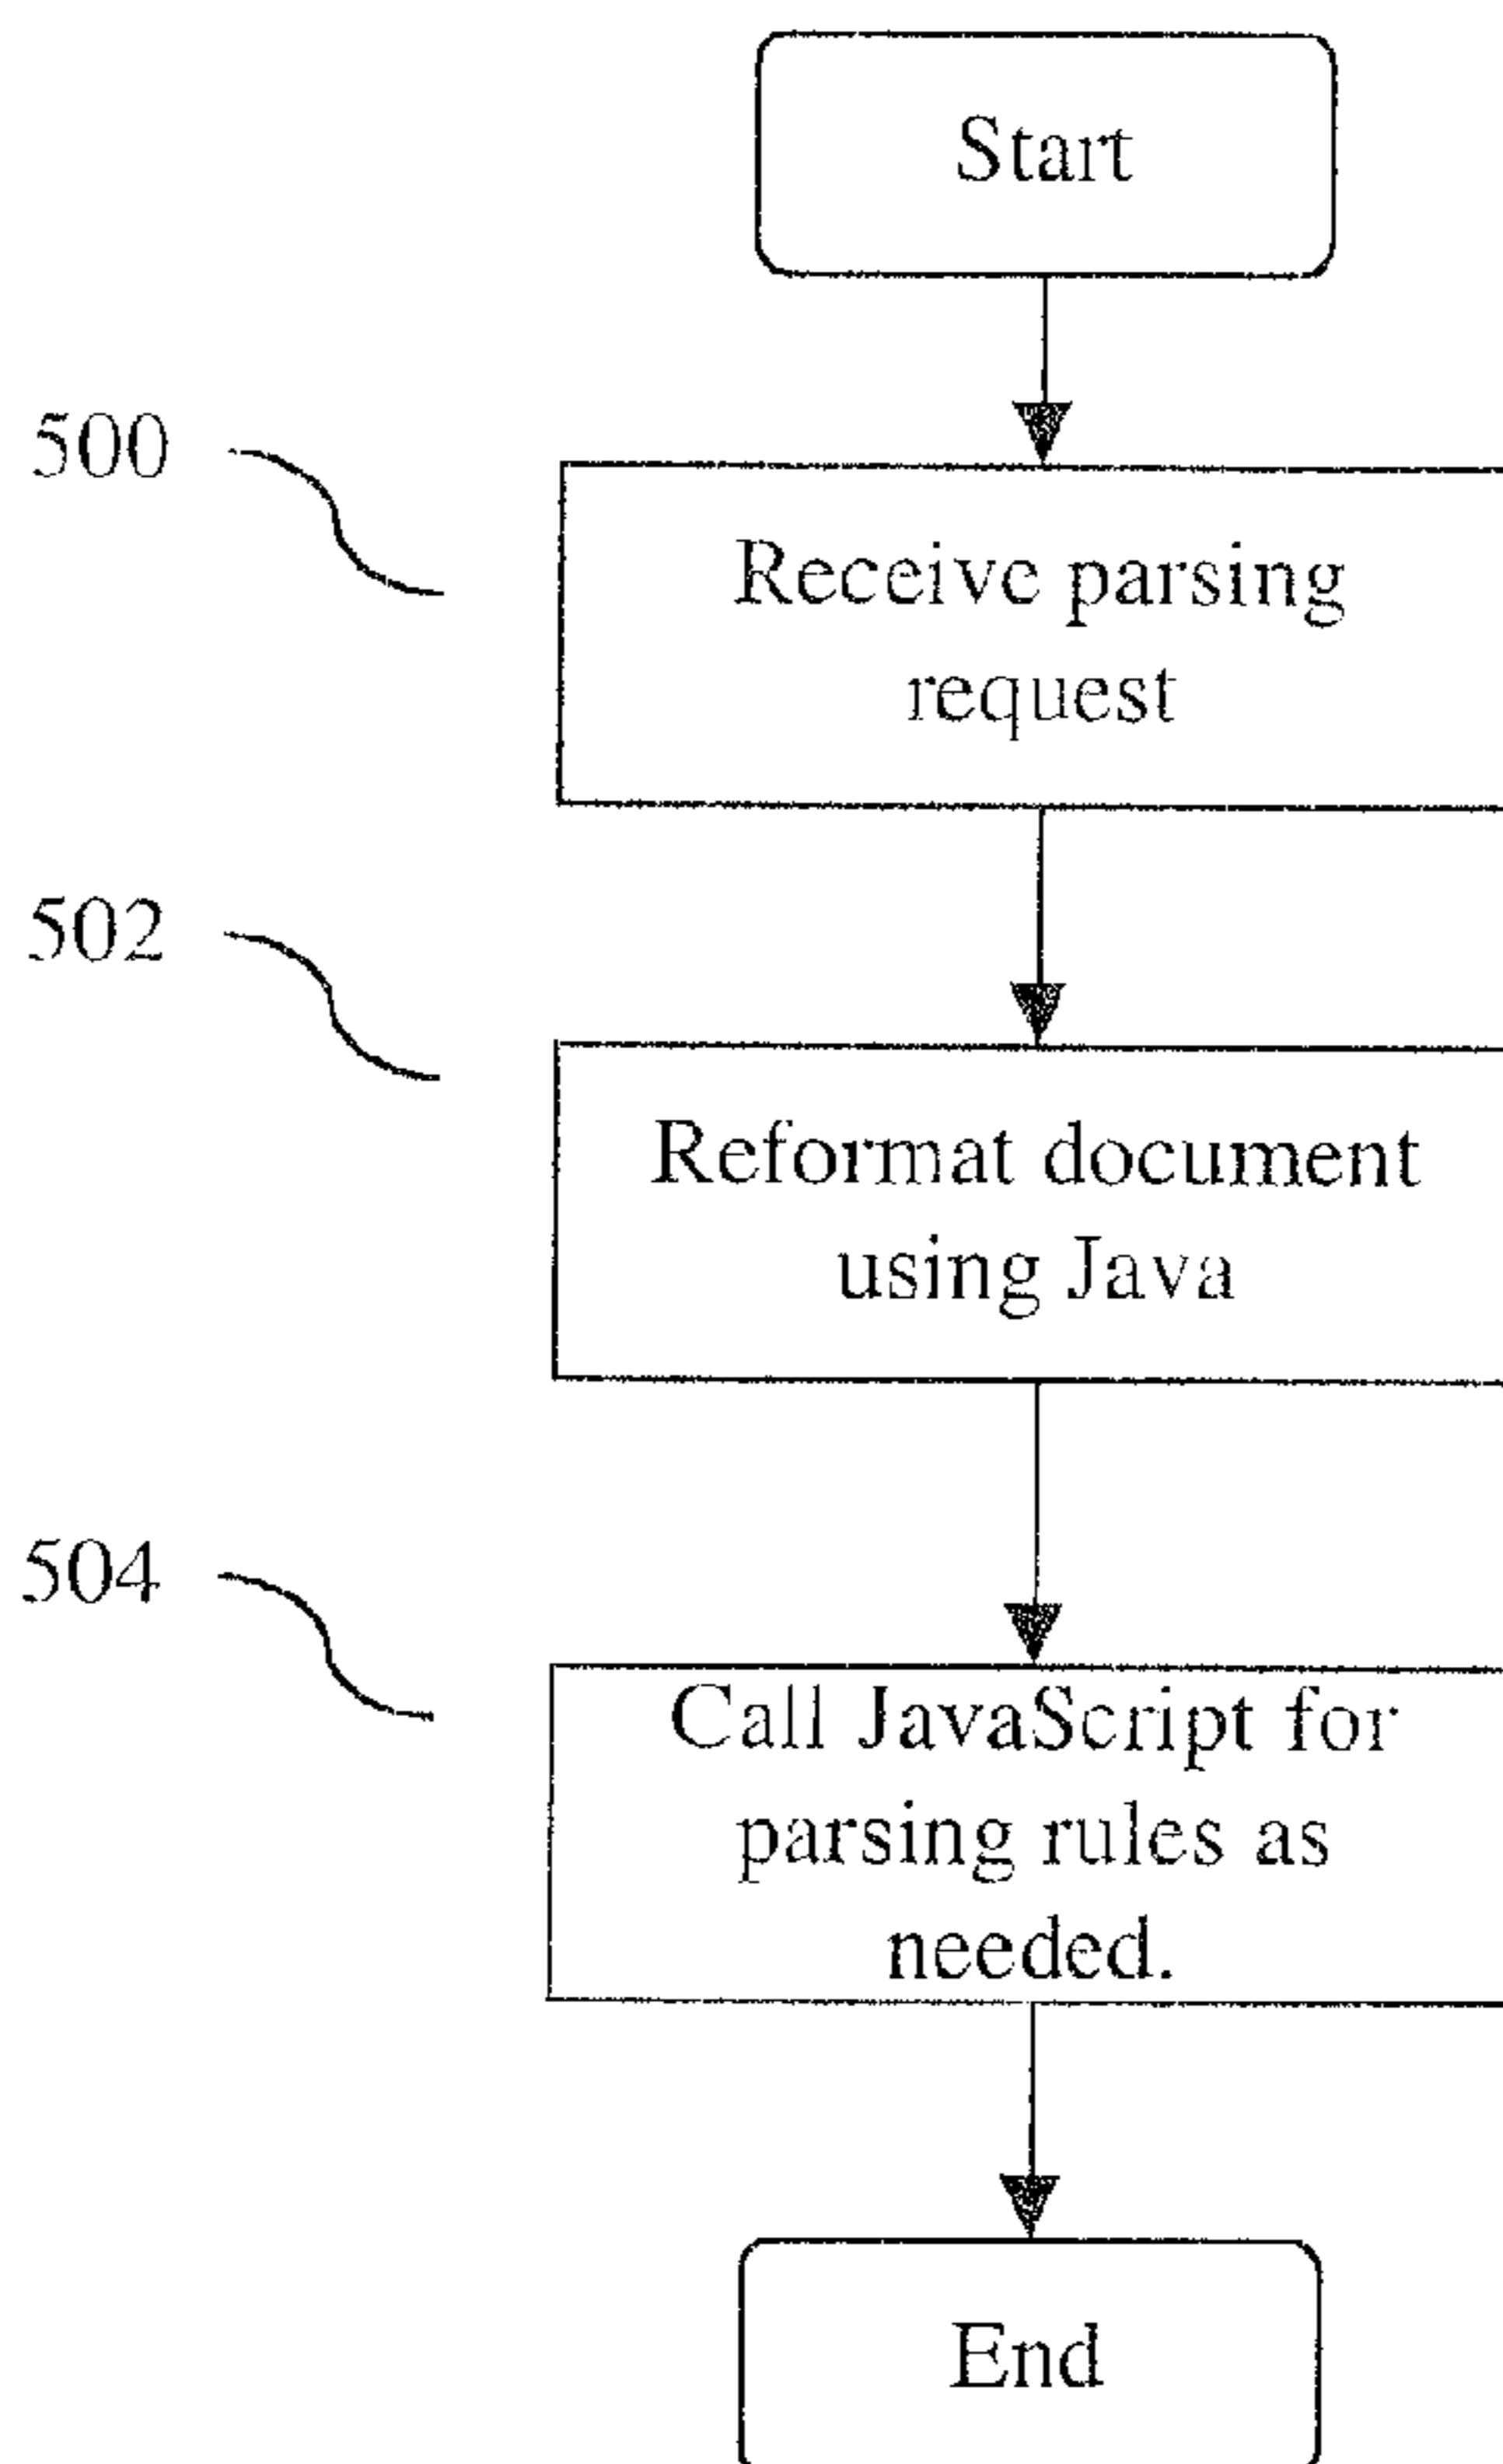 Start
500
Receive parsing
request
502
Reformat document
using Java
504
Call JavaScript for
parsing rules as
needed.
End